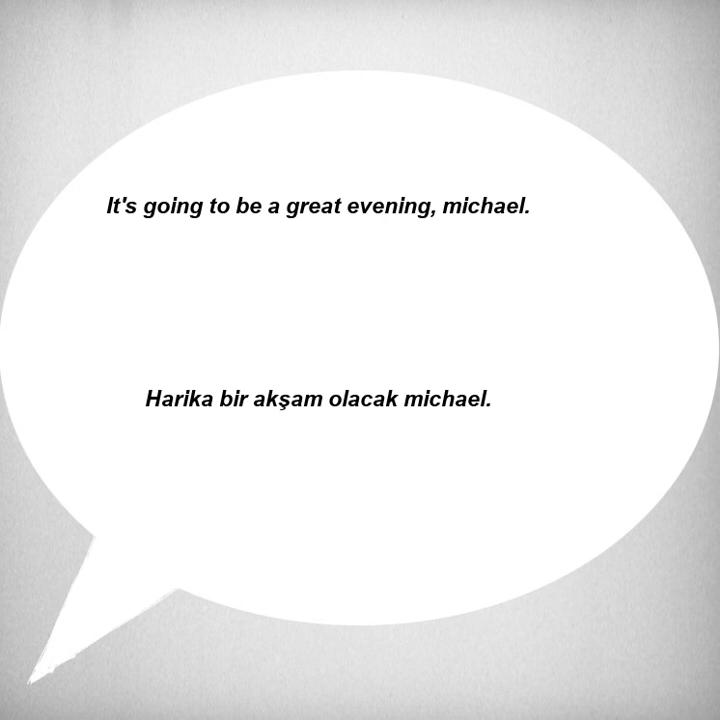 It's going to be a great evening, michael.
Harika bir akşam olacak michael.